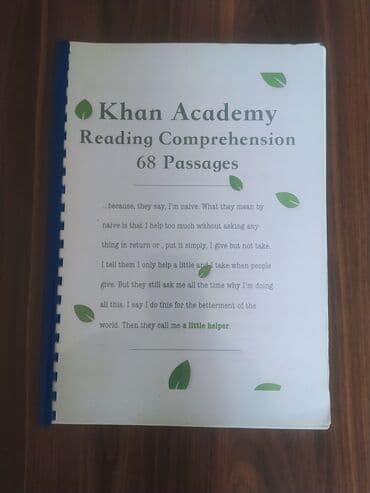 Khan Academy
Reading Comprehension
68 Passages
...because, they say, I'm naive. What they mean by
naive is that I help too much without asking any
thing in return or , put it simply, I give but not take.
I tell them I only help a little and I take when people
give. But they still ask me all the time why I'm doing
all this. I say I do this for the betterment of the
world. Then they call me a little helper.